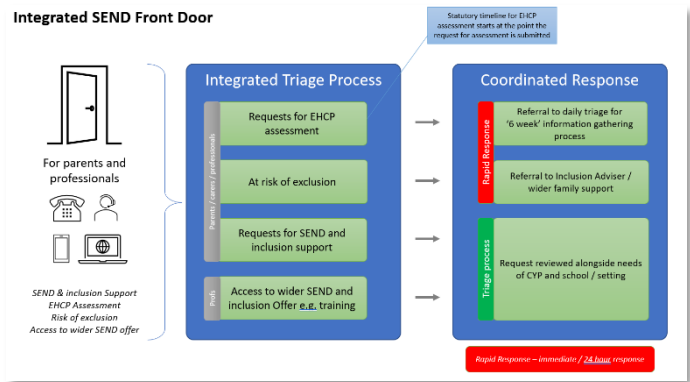 Integrated SEND Front Door
Statutory timeline for EHCP
assessment starts at the point the
request for assessment is submitted
For parents and
professionals
SEND & inclusion Support
EHCP Assessment
Risk of exclusion
Access to wider SEND offer
Integrated Triage Process
Parents / carers / professionals
Requests for EHCP
assessment
At risk of exclusion
Requests for SEND and
inclusion support
Profs
Access to wider SEND and
inclusion Offer e.g. training
Coordinated Response
Rapid Response
Referral to daily triage for
‘6 week’ information gathering
process
Referral to Inclusion Adviser /
wider family support
Triage process
Request reviewed alongside needs
of CYP and school / setting
Rapid Response – immediate / 24 hour response